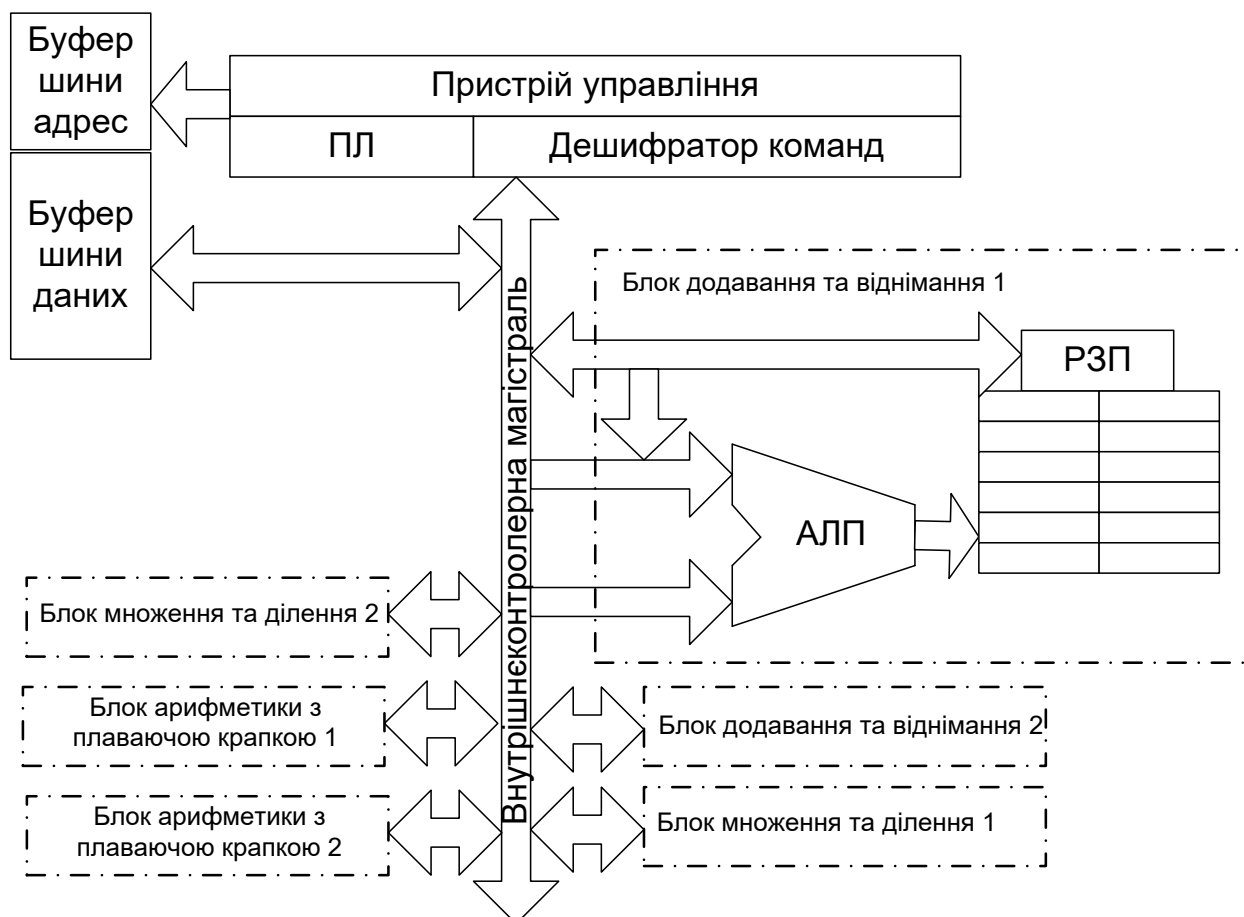 Буфер
шини
адрес
Пристрій управління
ПЛ
Дешифратор команд
Буфер
шини
даних
Блок додавання та віднімання 1
РЗП
АЛП
Внутрішнєконтролерна магістраль
Блок множення та ділення 2
Блок арифметики з
плаваючою крапкою 1
Блок додавання та віднімання 2
Блок арифметики з
плаваючою крапкою 2
Блок множення та ділення 1